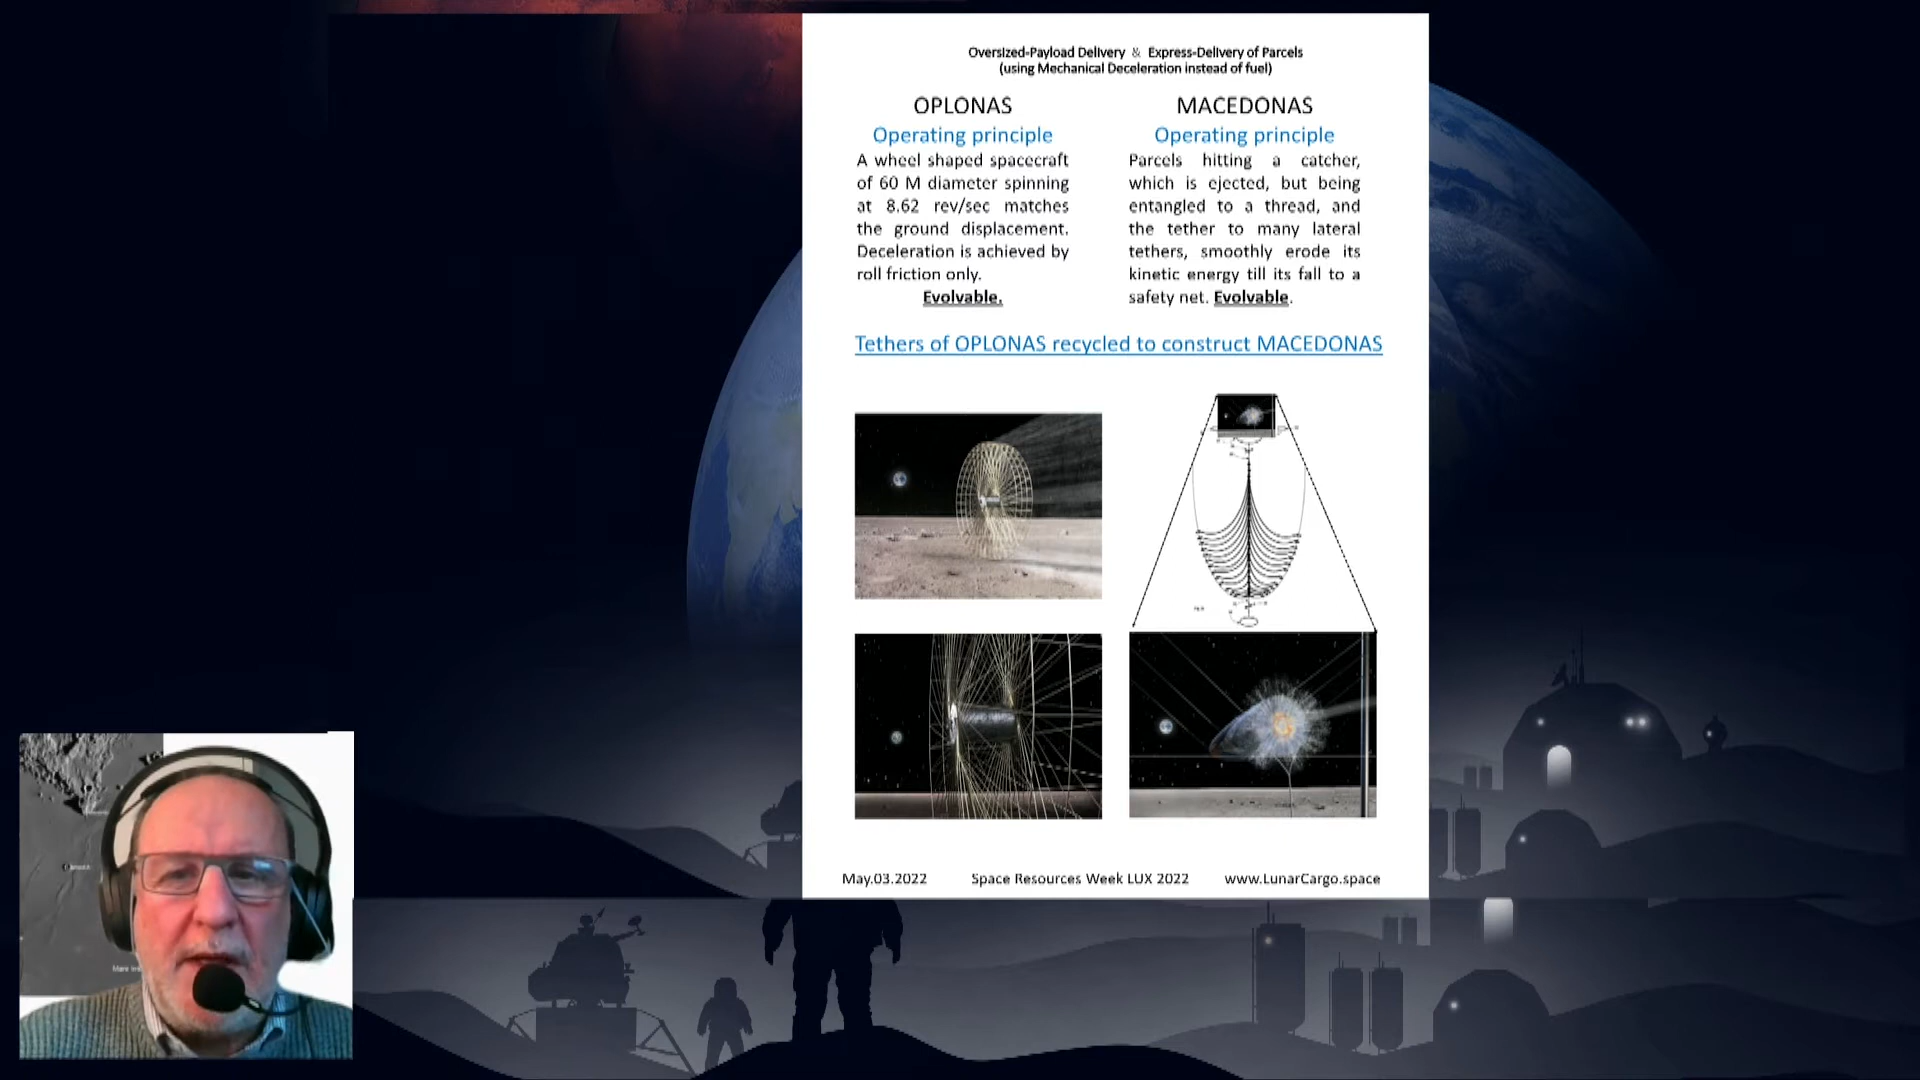 Oversized-Payload Delivery & Express-Delivery of Parcels
(using Mechanical Deceleration instead of fuel)
OPLONAS
Operating principle
A wheel shaped spacecraft
of 60 M diameter spinning
at 8.62 rev/sec matches
the ground displacement.
Deceleration is achieved by
roll friction only.
Evolvable.
MACEDONAS
Operating principle
Parcels hitting a catcher,
which is ejected, but being
entangled to a thread, and
the tether to many lateral
tethers, smoothly erode its
kinetic energy till its fall to a
safety net. Evolvable.
Tethers of OPLONAS recycled to construct MACEDONAS
May.03.2022 Space Resources Week LUX 2022 www.LunarCargo.space